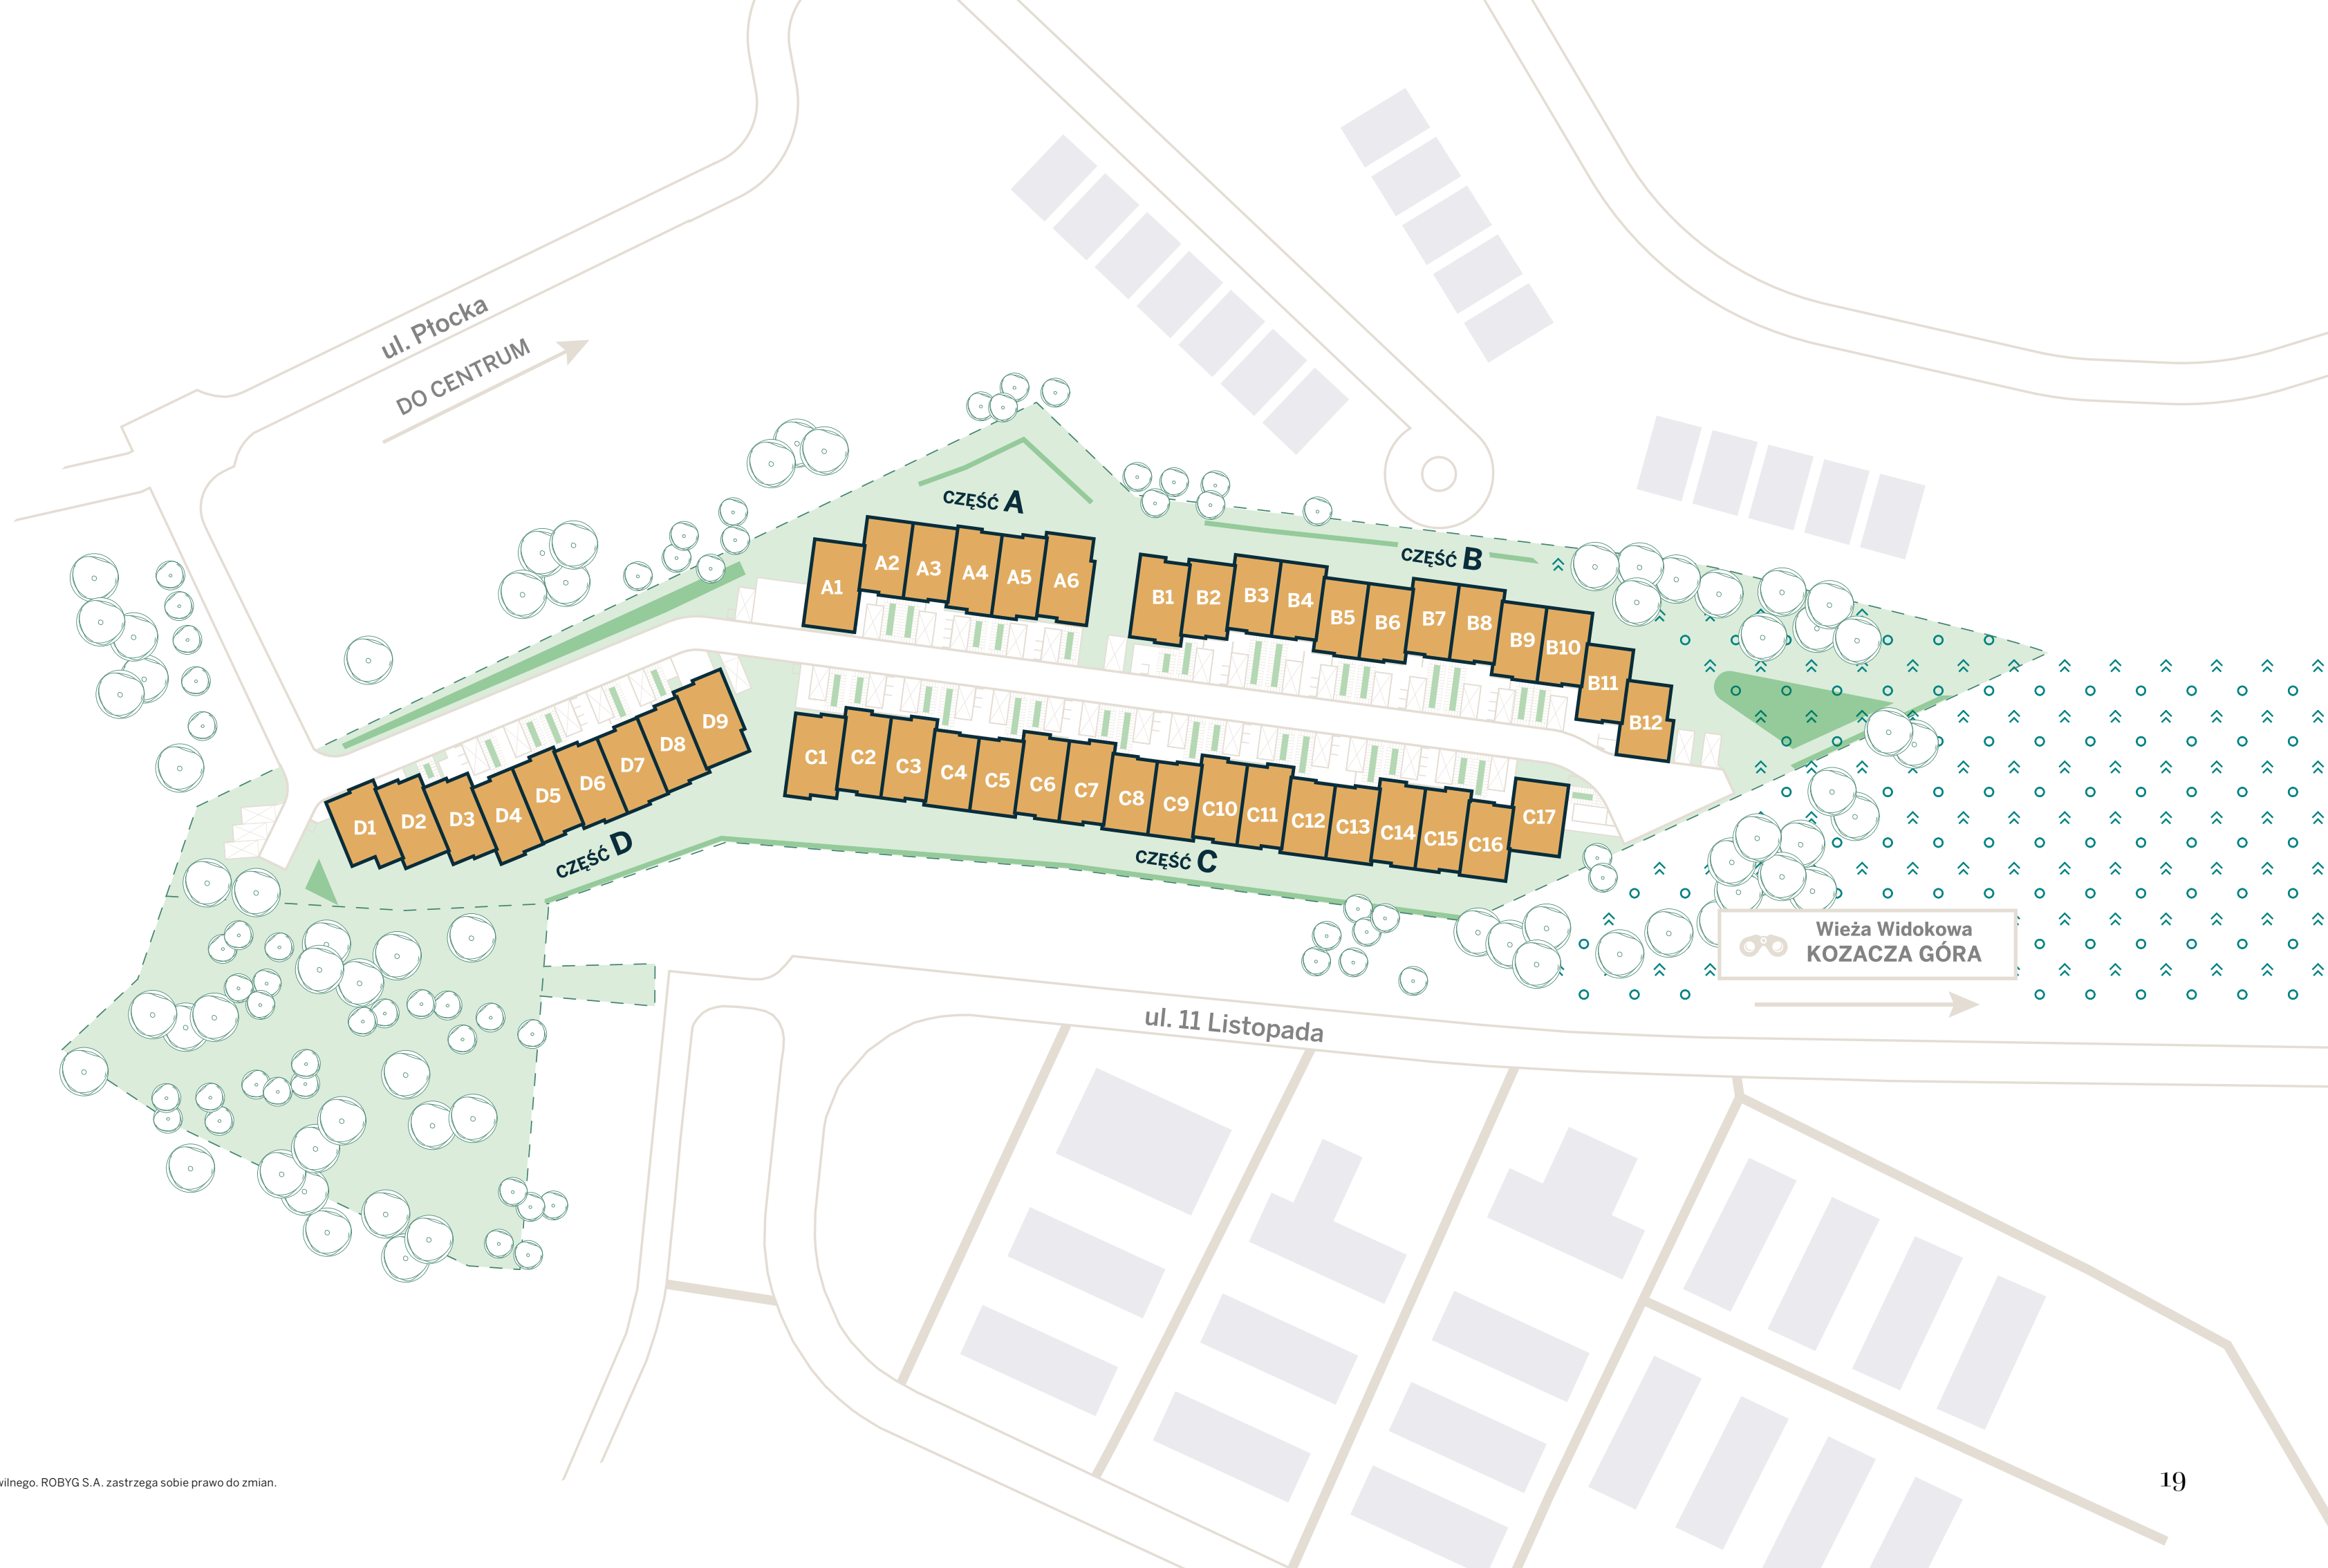 ul. Płocka
DO CENTRUM
CZĘŚĆ A
A1
A2
A3
A4
A5
A6
CZĘŚĆ B
B1
B2
B3
B4
B5
B6
B7
B8
B9
B10
B11
B12
C1
C2
C3
C4
C5
C6
C7
C8
C9
C10
C11
C12
C13
C14
C15
C16
C17
CZĘŚĆ C
D1
D2
D3
D4
D5
D6
D7
D8
D9
CZĘŚĆ D
Wieża Widokowa
KOZACZA GÓRA
ul. 11 Listopada
wilnego. ROBYG S.A. zastrzega sobie prawo do zmian.
19